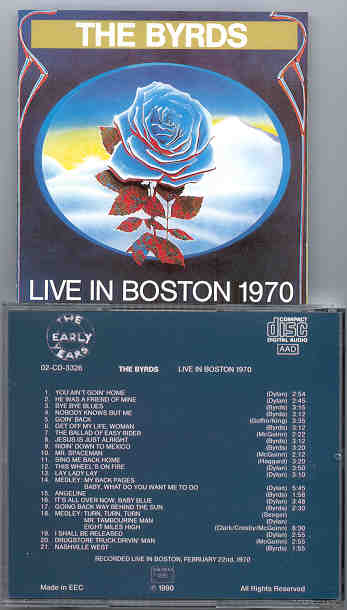 THE BYRDS
LIVE IN BOSTON 1970
THE EARLY YEARS
COMPACT
disc
DIGITAL AUDIO
AAD
02-CD-3326 THE BYRDS LIVE IN BOSTON 1970
1. YOU AIN'T GOIN' HOME (Dylan) 2:54
2. HE WAS A FRIEND OF MINE (Dylan) 2:45
3. BYE BYE BLUES (Byrds) 3:15
4. NOBODY KNOWS BUT ME (Byrds) 2:12
5. GOIN' BACK (Goffin/King) 3:35
6. GET OFF MY LIFE, WOMAN (Byrds) 3:12
7. THE BALLAD OF EASY RIDER (McGuinn) 2:22
8. JESUS IS JUST ALRIGHT (Byrds) 3:12
9. RIDIN' DOWN TO MEXICO (Byrds) 3:20
10. MR. SPACEMAN (McGuinn) 2:12
11. SING ME BACK HOME (Haggard) 3:20
12. THIS WHEEL'S ON FIRE (Dylan) 3:50
13. LAY LADY LAY (Dylan) 3:10
14. MEDLEY: MY BACK PAGES
BABY, WHAT DO YOU WANT ME TO DO (Dylan) 5:45
15. ANGELINE (Byrds) 1:58
16. IT'S ALL OVER NOW, BABY BLUE (Dylan) 3:48
17. GOING BACK WAY BEHIND THE SUN (Byrds) 2:30
18. MEDLEY: TURN, TURN, TURN (Seeger)
MR. TAMBOURINE MAN (Dylan)
EIGHT MILES HIGH (Clark/Crosby/McGuinn) 8:30
19. I SHALL BE RELEASED (Dylan) 2:55
20. DRUGSTORE TRUCK DRIVIN' MAN (McGuinn) 2:55
21. NASHVILLE WEST (Byrds) 1:55
RECORDED LIVE IN BOSTON, FEBRUARY 22nd, 1970
Made in EEC ℗ 1990 All Rights Reserved